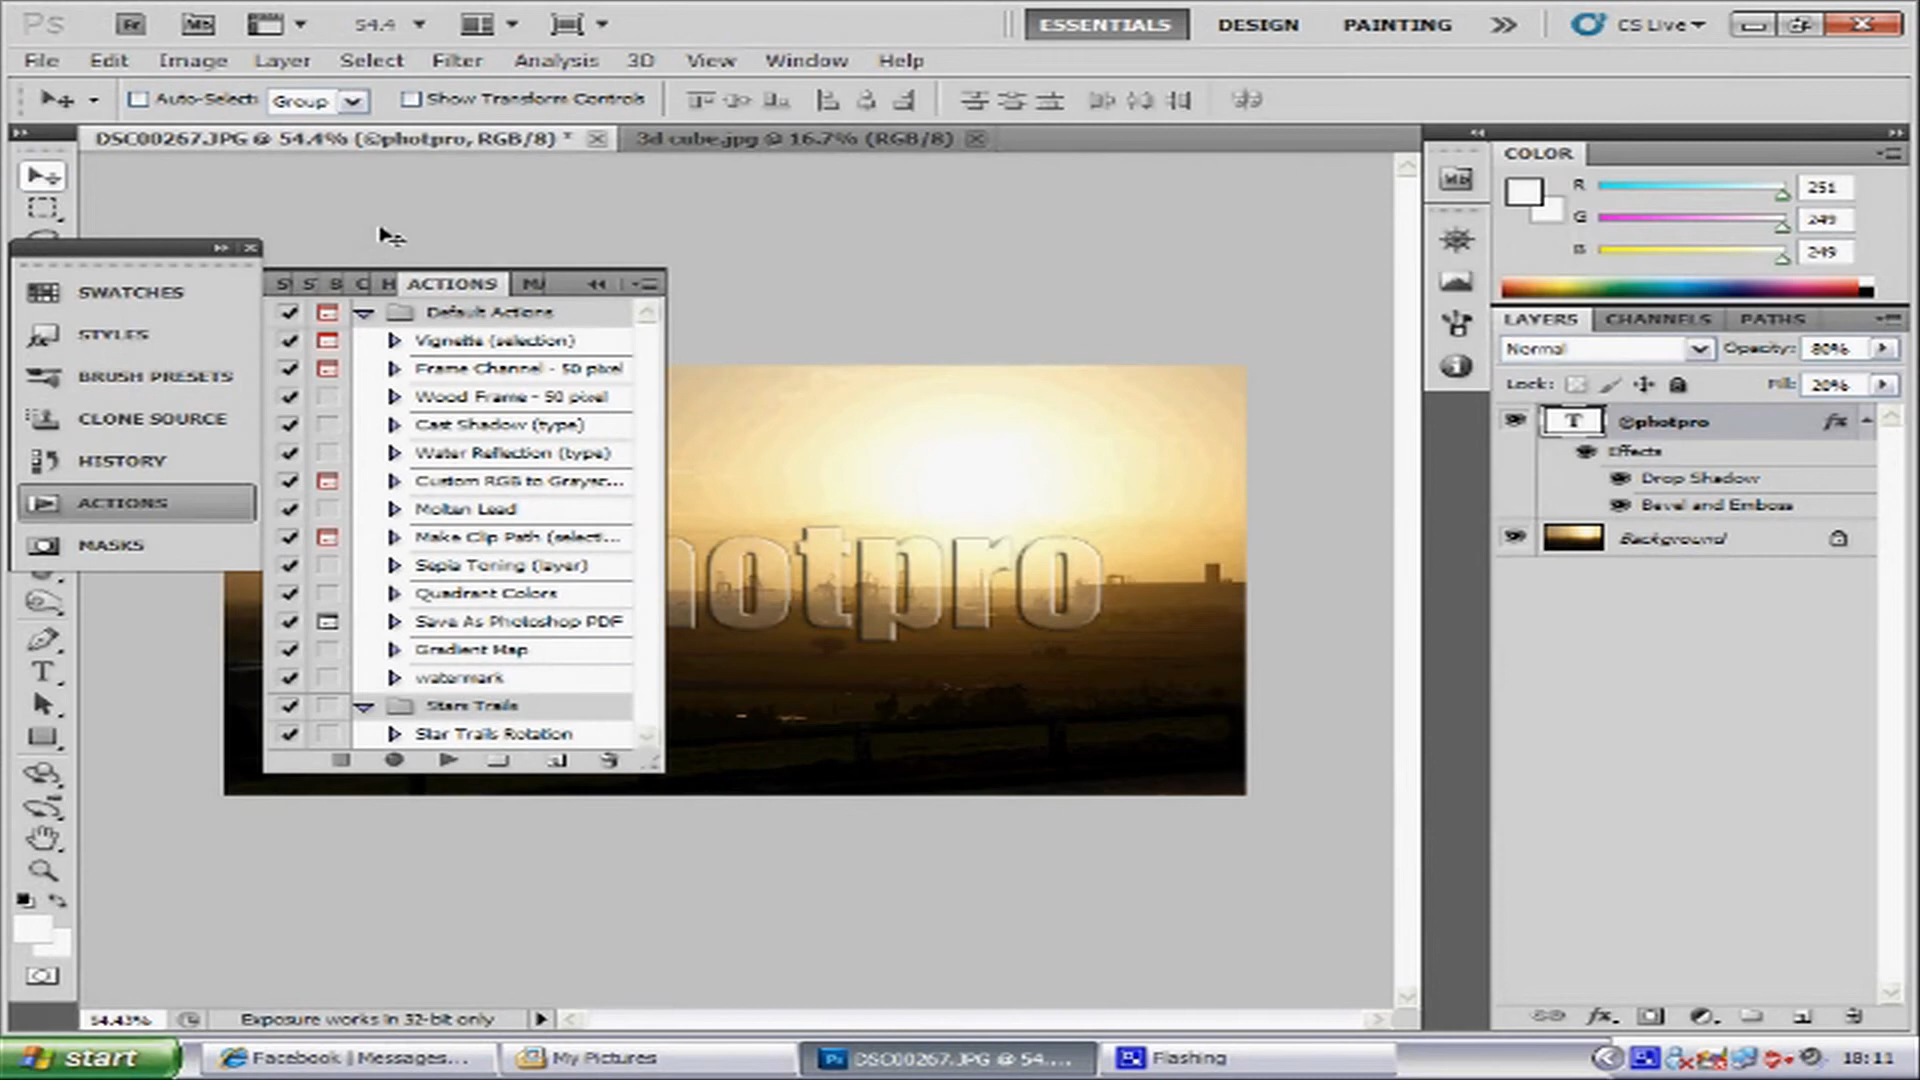 Ps Br Mb 54.4 ESSENTIALS DESIGN PAINTING CS Live
File Edit Image Layer Select Filter Analysis 3D View Window Help
Auto-Select: Group Show Transform Controls
DSC00267.JPG @ 54.4% (@photpro, RGB/8) * 3d cube.jpg @ 16.7% (RGB/8)
COLOR
R 251
G 249
B 249
SWATCHES
STYLES
BRUSH PRESETS
CLONE SOURCE
HISTORY
ACTIONS
MASKS
ACTIONS
Default Actions
Vignette (selection)
Frame Channel - 50 pixel
Wood Frame - 50 pixel
Cast Shadow (type)
Water Reflection (type)
Custom RGB to Graysc...
Molten Lead
Make Clip Path (selecti...
Sepia Toning (layer)
Quadrant Colors
Save As Photoshop PDF
Gradient Map
watermark
Stars Trails
Star Trails Rotation
hotpro
Mb
LAYERS CHANNELS PATHS
Normal Opacity: 80%
Lock: Fill: 20%
T @photpro fx
Effects
Drop Shadow
Bevel and Emboss
Background
54.43% Exposure works in 32-bit only
start Facebook | Messages... My Pictures DSC00267.JPG @ 54.... Flashing 18:11